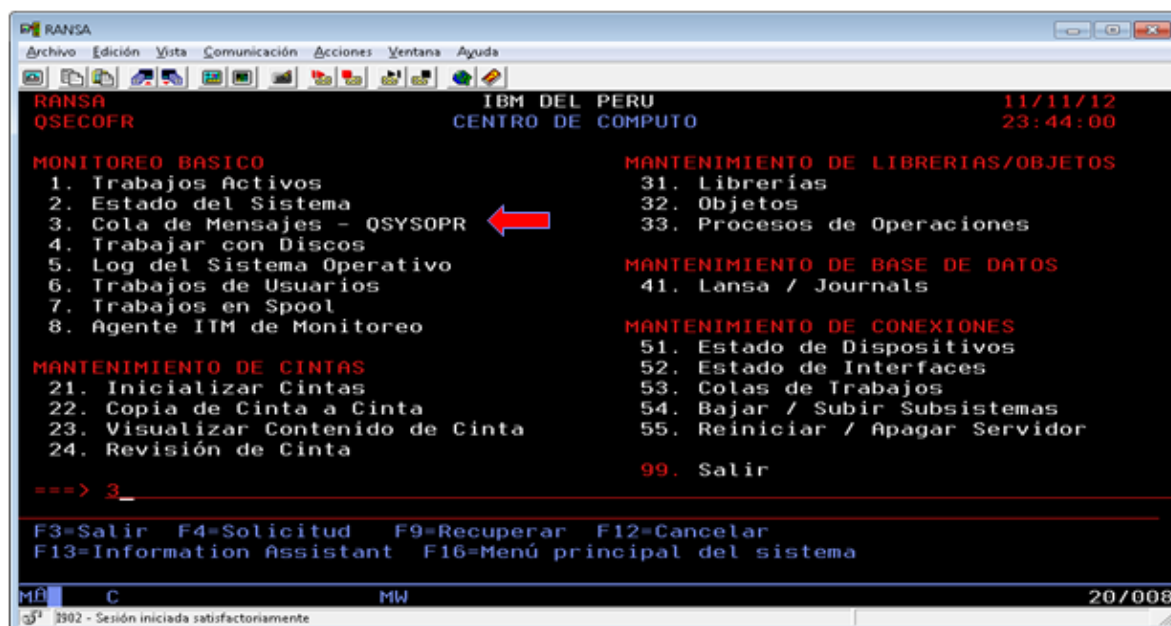 RANSA
Archivo Edición Vista Comunicación Acciones Ventana Ayuda
RANSA IBM DEL PERU 11/11/12
QSECOFR CENTRO DE COMPUTO 23:44:00
MONITOREO BASICO
1. Trabajos Activos
2. Estado del Sistema
3. Cola de Mensajes - QSYSOPR
4. Trabajar con Discos
5. Log del Sistema Operativo
6. Trabajos de Usuarios
7. Trabajos en Spool
8. Agente ITM de Monitoreo
MANTENIMIENTO DE CINTAS
21. Inicializar Cintas
22. Copia de Cinta a Cinta
23. Visualizar Contenido de Cinta
24. Revisión de Cinta
MANTENIMIENTO DE LIBRERIAS/OBJETOS
31. Librerías
32. Objetos
33. Procesos de Operaciones
MANTENIMIENTO DE BASE DE DATOS
41. Lansa / Journals
MANTENIMIENTO DE CONEXIONES
51. Estado de Dispositivos
52. Estado de Interfaces
53. Colas de Trabajos
54. Bajar / Subir Subsistemas
55. Reiniciar / Apagar Servidor
99. Salir
===> 3_
F3=Salir F4=Solicitud F9=Recuperar F12=Cancelar
F13=Information Assistant F16=Menú principal del sistema
C MW 20/008
I902 - Sesión iniciada satisfactoriamente